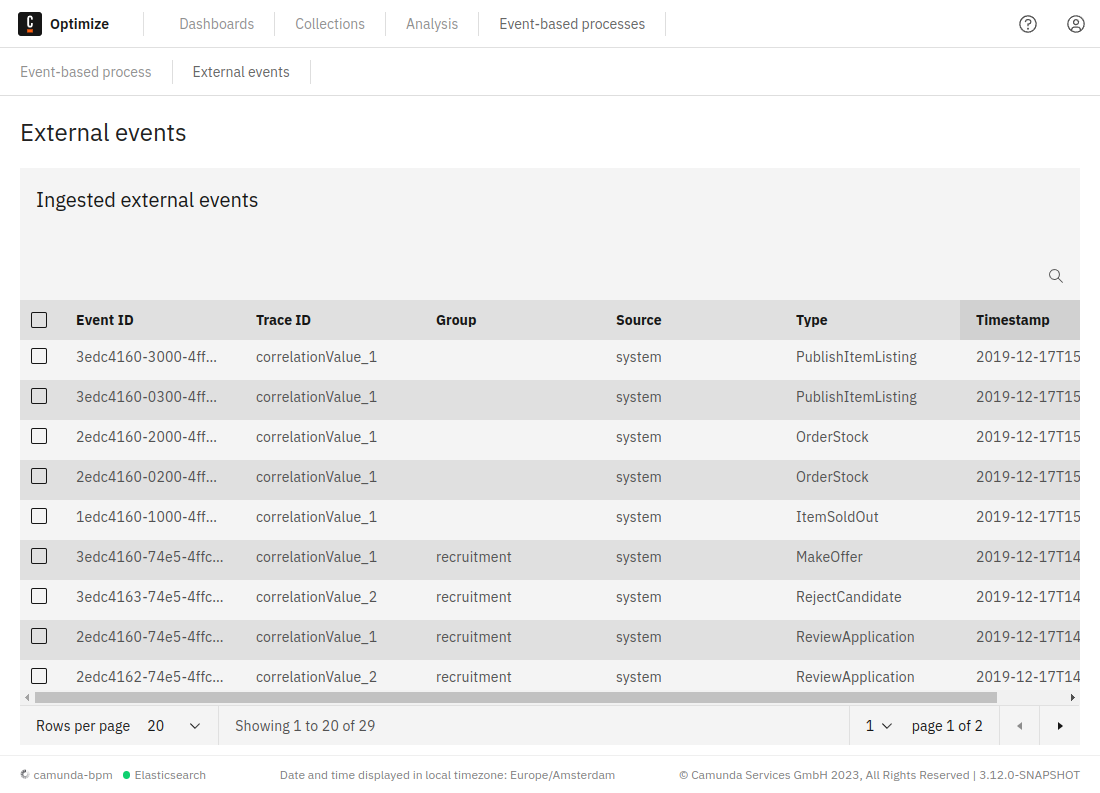 C Optimize Dashboards Collections Analysis Event-based processes
Event-based process External events
External events
Ingested external events
Event ID Trace ID Group Source Type Timestamp
3edc4160-3000-4ff... correlationValue_1 system PublishItemListing 2019-12-17T15
3edc4160-0300-4ff... correlationValue_1 system PublishItemListing 2019-12-17T15
2edc4160-2000-4ff... correlationValue_1 system OrderStock 2019-12-17T15
2edc4160-0200-4ff... correlationValue_1 system OrderStock 2019-12-17T15
1edc4160-1000-4ff... correlationValue_1 system ItemSoldOut 2019-12-17T15
3edc4160-74e5-4ffc... correlationValue_1 recruitment system MakeOffer 2019-12-17T14
3edc4163-74e5-4ffc... correlationValue_2 recruitment system RejectCandidate 2019-12-17T14
2edc4160-74e5-4ffc... correlationValue_1 recruitment system ReviewApplication 2019-12-17T14
2edc4162-74e5-4ffc... correlationValue_2 recruitment system ReviewApplication 2019-12-17T14
Rows per page 20 Showing 1 to 20 of 29 1 page 1 of 2
camunda-bpm Elasticsearch Date and time displayed in local timezone: Europe/Amsterdam © Camunda Services GmbH 2023, All Rights Reserved | 3.12.0-SNAPSHOT